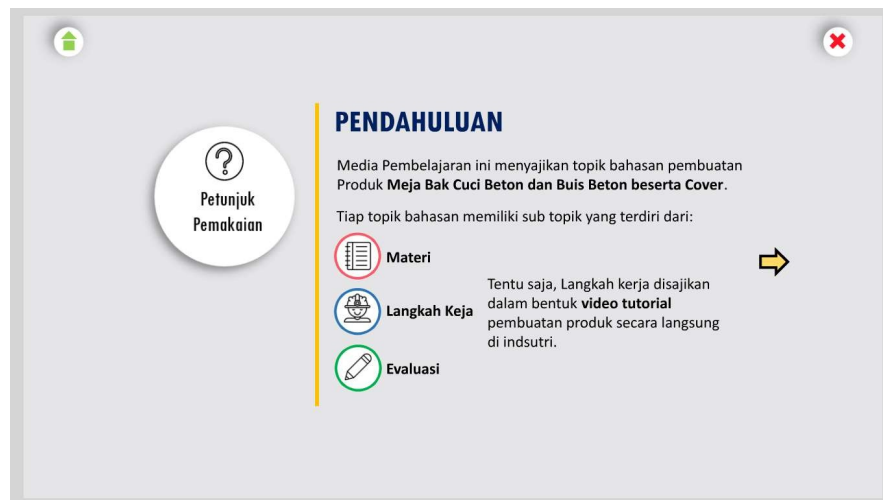 Petunjuk
Pemakaian
PENDAHULUAN
Media Pembelajaran ini menyajikan topik bahasan pembuatan
Produk Meja Bak Cuci Beton dan Buis Beton beserta Cover.
Tiap topik bahasan memiliki sub topik yang terdiri dari:
Materi
Langkah Keja
Tentu saja, Langkah kerja disajikan
dalam bentuk video tutorial
pembuatan produk secara langsung
di indsutri.
Evaluasi